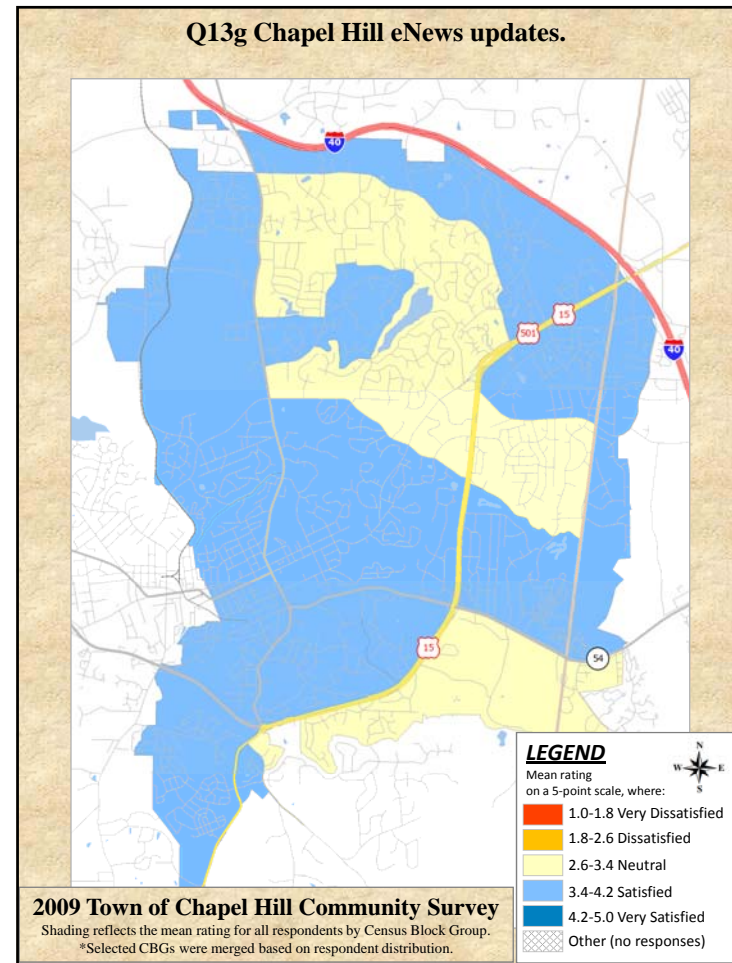 Q13g Chapel Hill eNews updates.
40
15
501
40
15
54
LEGEND
Mean rating
on a 5-point scale, where:
N
W E
S
1.0-1.8 Very Dissatisfied
1.8-2.6 Dissatisfied
2.6-3.4 Neutral
3.4-4.2 Satisfied
4.2-5.0 Very Satisfied
Other (no responses)
2009 Town of Chapel Hill Community Survey
Shading reflects the mean rating for all respondents by Census Block Group.
*Selected CBGs were merged based on respondent distribution.